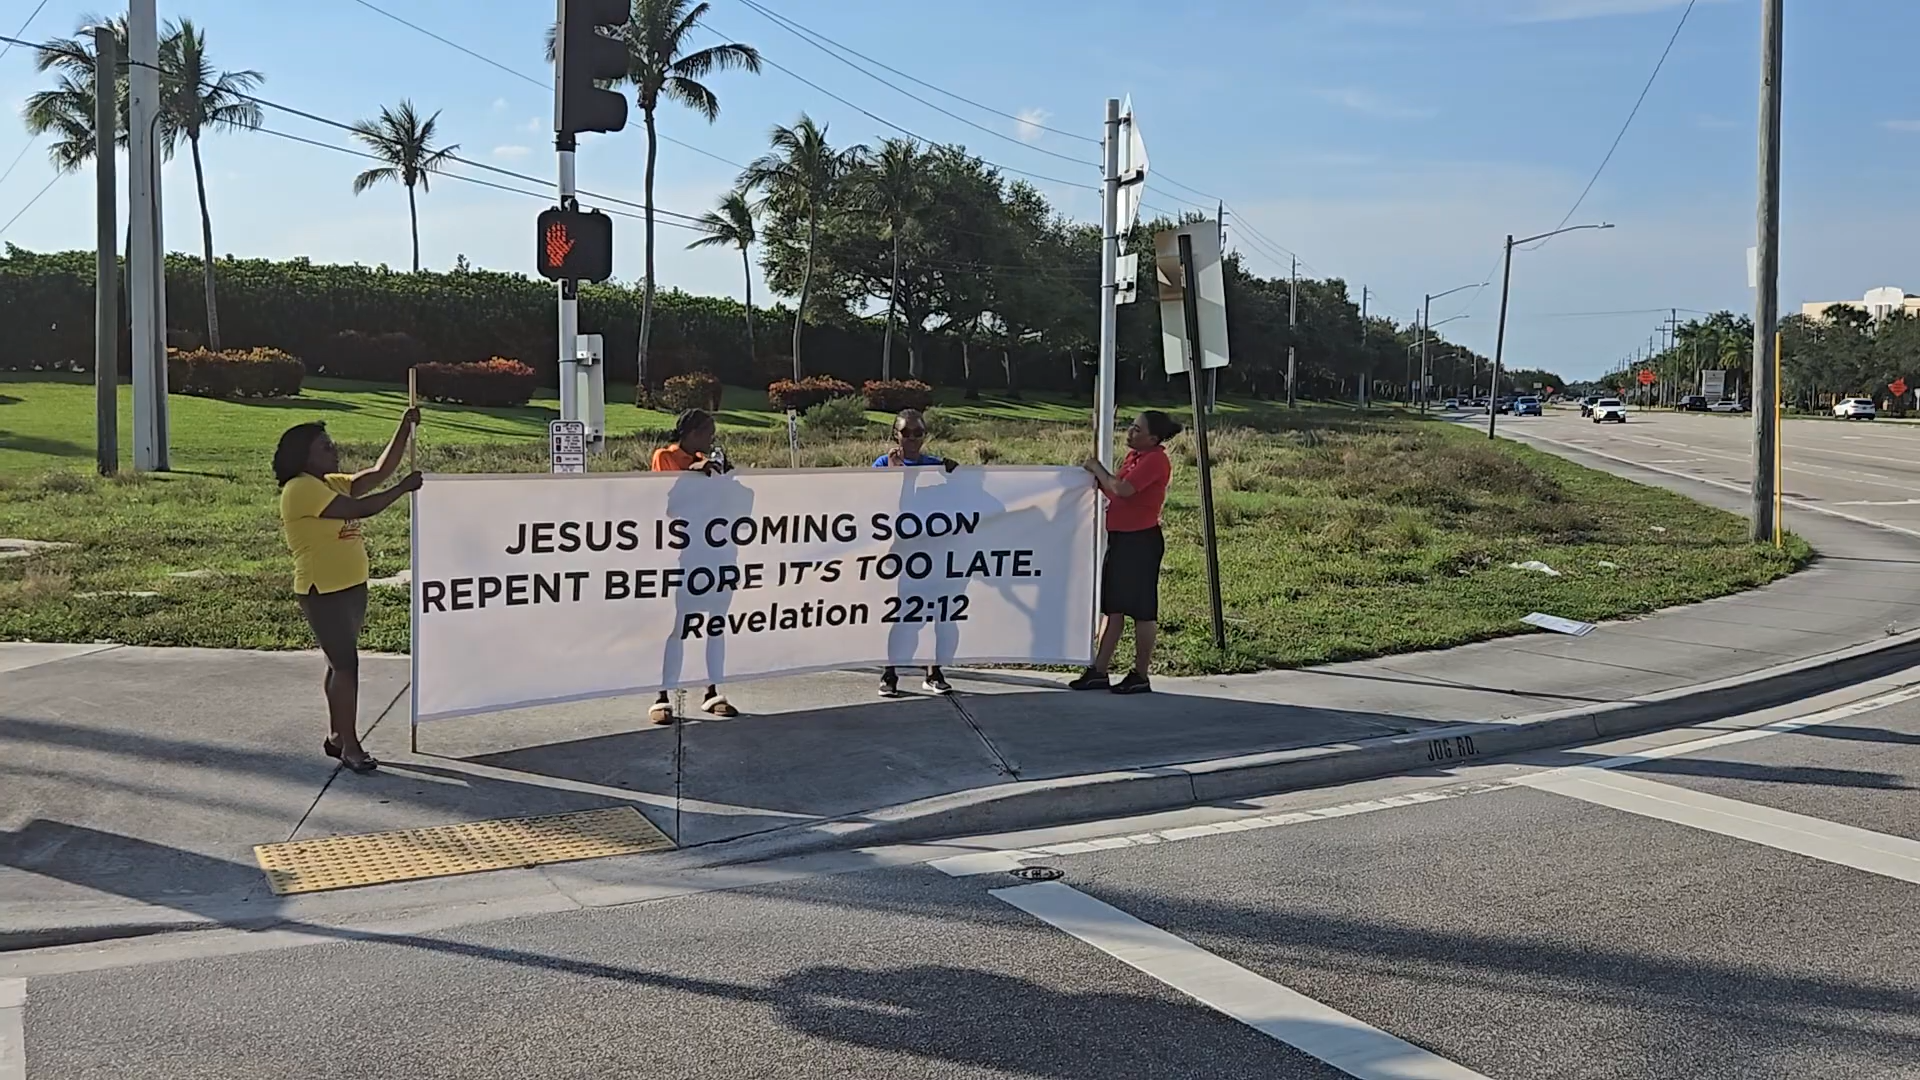 JESUS IS COMING SOON
REPENT BEFORE IT'S TOO LATE.
Revelation 22:12
JOG RD.